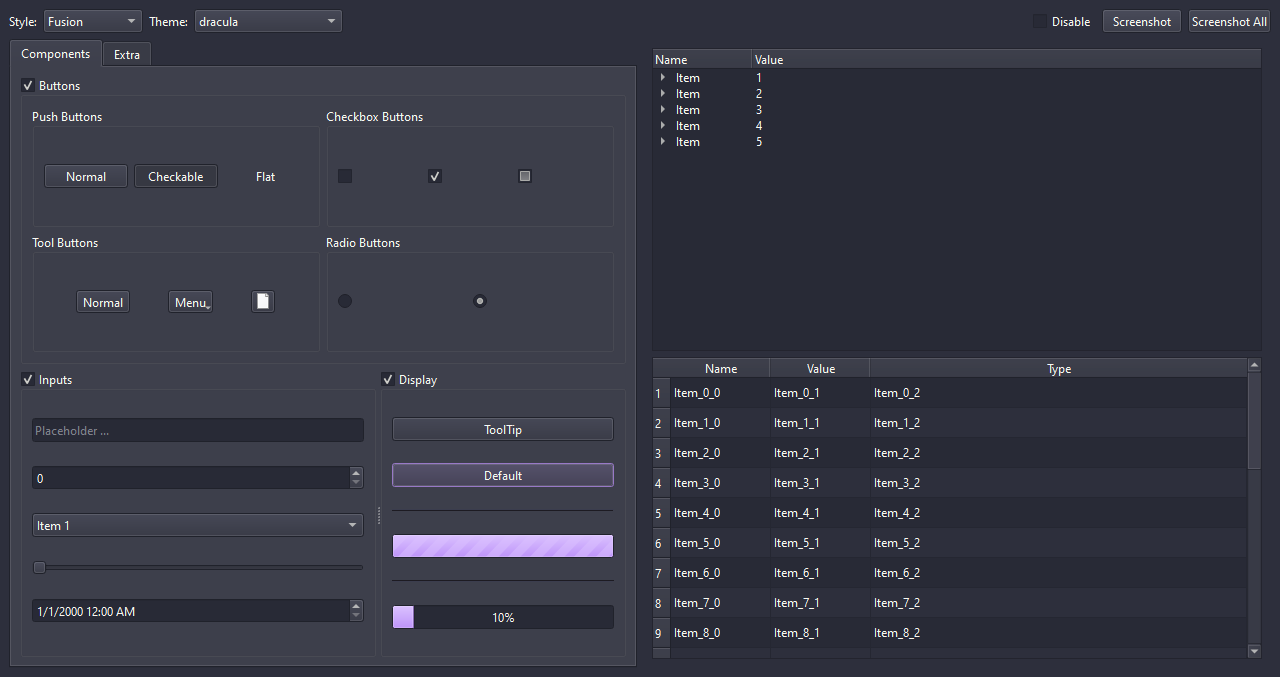 Style: Fusion Theme: dracula Disable Screenshot Screenshot All
Components Extra
Buttons
Push Buttons
Normal Checkable Flat
Checkbox Buttons
Tool Buttons
Normal Menu
Radio Buttons
Inputs
Placeholder ...
0
Item 1
1/1/2000 12:00 AM
Display
ToolTip
Default
10%
Name Value
Item 1
Item 2
Item 3
Item 4
Item 5
Name Value Type
1 Item_0_0 Item_0_1 Item_0_2
2 Item_1_0 Item_1_1 Item_1_2
3 Item_2_0 Item_2_1 Item_2_2
4 Item_3_0 Item_3_1 Item_3_2
5 Item_4_0 Item_4_1 Item_4_2
6 Item_5_0 Item_5_1 Item_5_2
7 Item_6_0 Item_6_1 Item_6_2
8 Item_7_0 Item_7_1 Item_7_2
9 Item_8_0 Item_8_1 Item_8_2